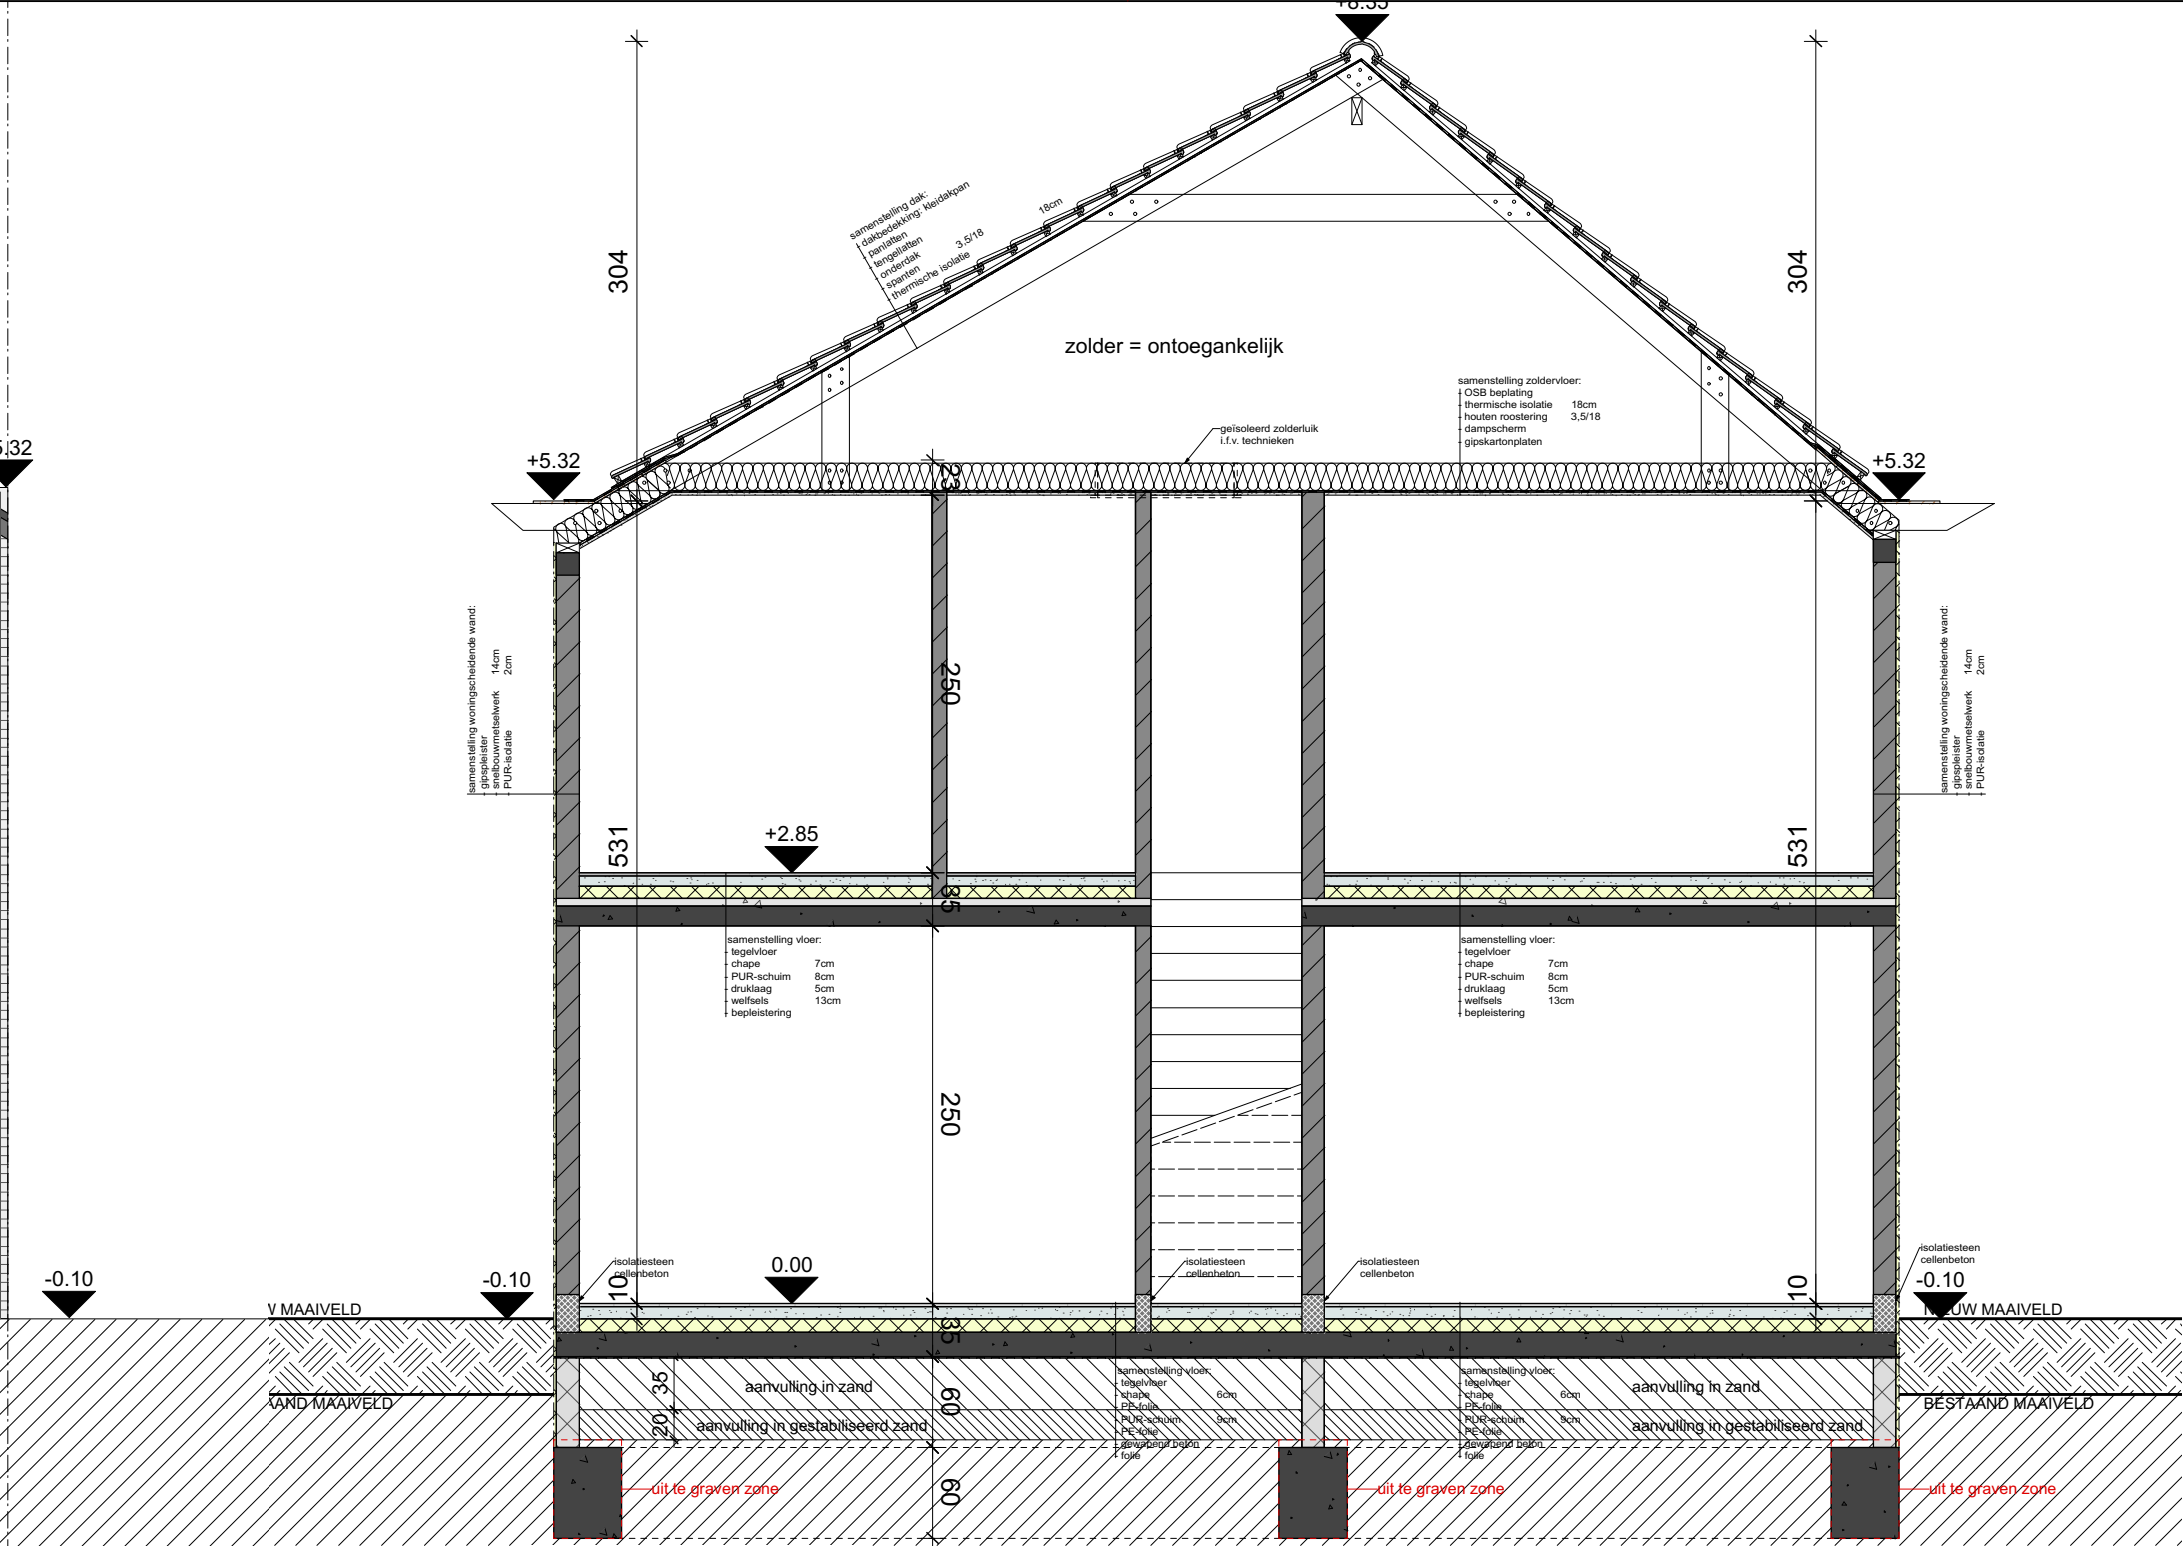 +8.35
304
304
samenstelling dak:
- dakbedekking: kleidakpan
- panlatten
- tengellatten
- onderdak
- spanten 3,5/18
- thermische isolatie 18cm
zolder = ontoegankelijk
samenstelling zoldervloer:
- OSB beplating
- thermische isolatie 18cm
- houten roostering 3,5/18
- dampscherm
- gipskartonplaten
geïsoleerd zolderluik
i.f.v. technieken
5.32
+5.32
+5.32
23
samenstelling woningscheidende wand:
- gipspleister
- snelbouwmetselwerk 14cm
- PUR-isolatie 2cm
250
samenstelling woningscheidende wand:
- gipspleister
- snelbouwmetselwerk 14cm
- PUR-isolatie 2cm
531
+2.85
531
35
samenstelling vloer:
- tegelvloer
- chape 7cm
- PUR-schuim 8cm
- druklaag 5cm
- welfsels 13cm
- bepleistering
samenstelling vloer:
- tegelvloer
- chape 7cm
- PUR-schuim 8cm
- druklaag 5cm
- welfsels 13cm
- bepleistering
250
isolatiesteen
cellenbeton
isolatiesteen
cellenbeton
isolatiesteen
cellenbeton
isolatiesteen
cellenbeton
-0.10
-0.10
10
0.00
10
-0.10
W MAAIVELD
NIEUW MAAIVELD
35
samenstelling vloer:
- tegelvloer
- chape 6cm
- PE-folie
- PUR-schuim 9cm
- PE-folie
- gewapend beton
- folie
samenstelling vloer:
- tegelvloer
- chape 6cm
- PE-folie
- PUR-schuim 9cm
- PE-folie
- gewapend beton
- folie
35
aanvulling in zand
60
aanvulling in zand
AAND MAAIVELD
BESTAAND MAAIVELD
20
aanvulling in gestabiliseerd zand
aanvulling in gestabiliseerd zand
uit te graven zone
60
uit te graven zone
uit te graven zone